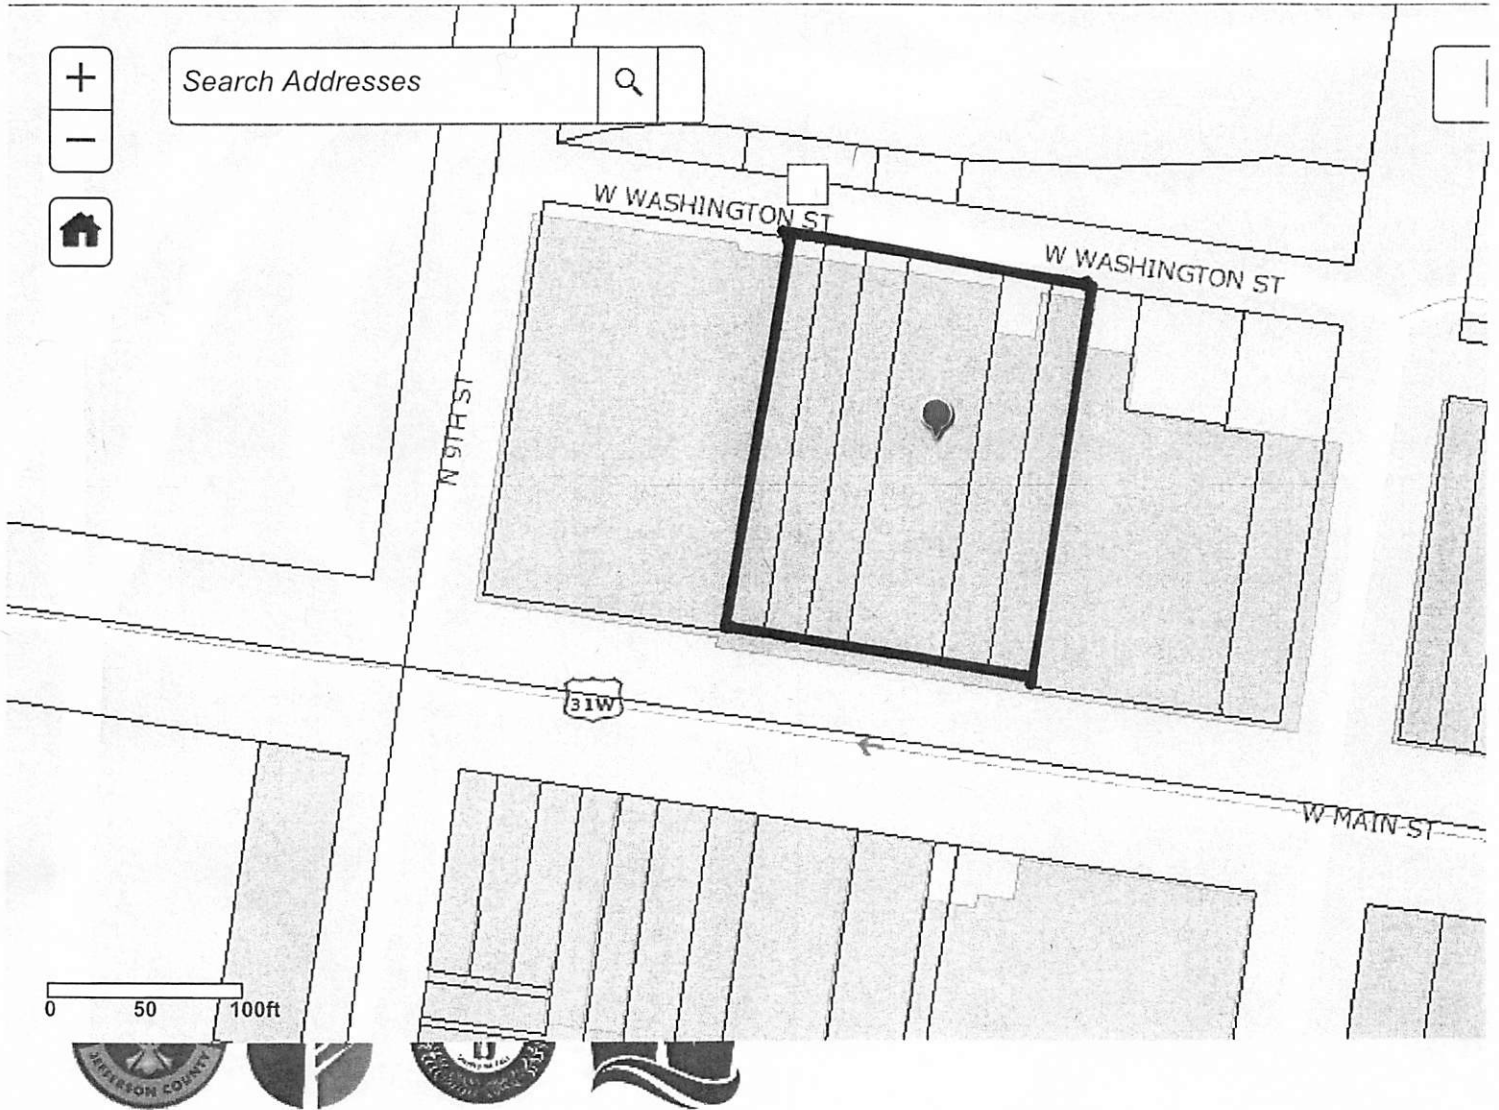 +
Search Addresses
−
W WASHINGTON ST
W WASHINGTON ST
N 9TH ST
31W
W MAIN ST
0 50 100ft
JEFFERSON COUNTY